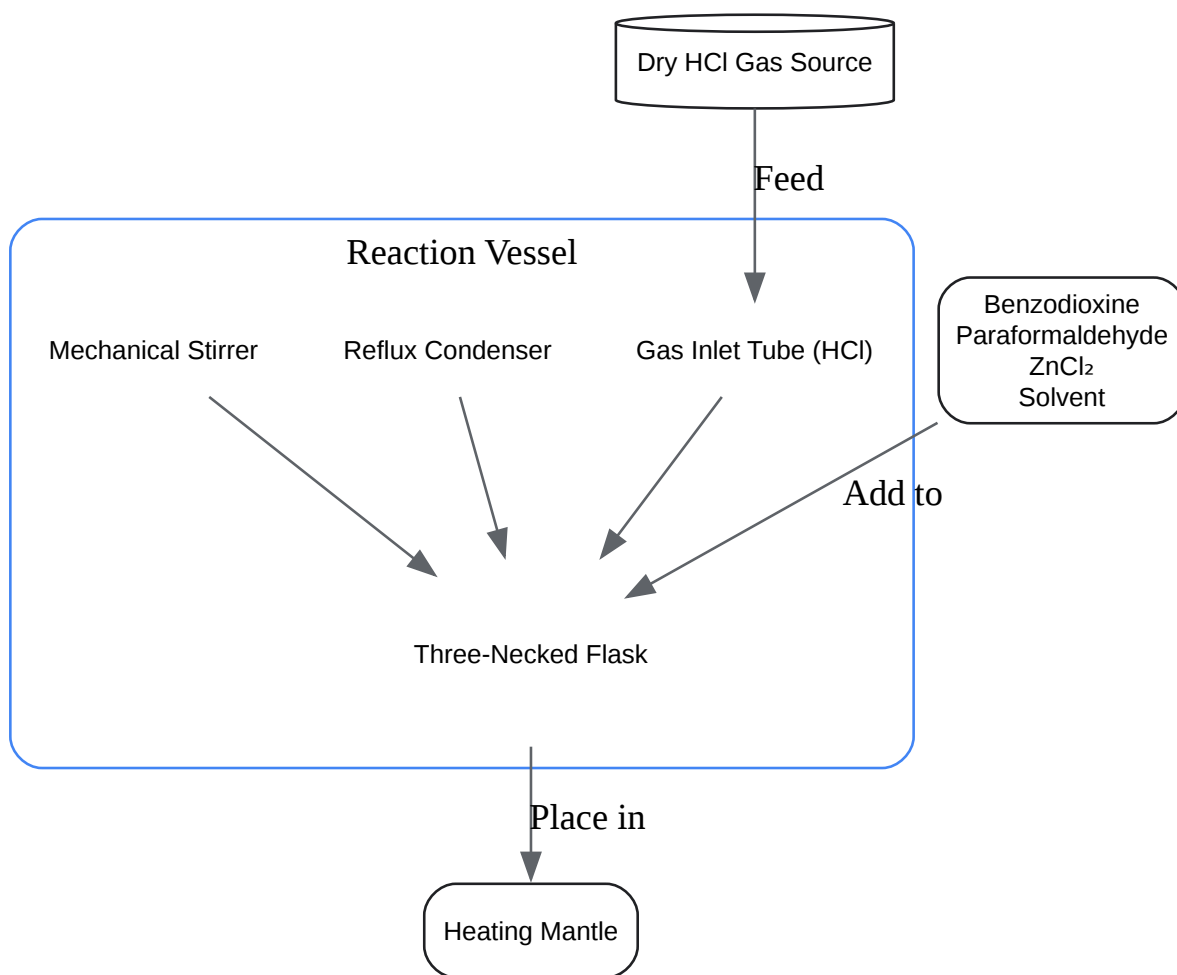 Dry HCl Gas Source
Feed
Reaction Vessel
Mechanical Stirrer
Reflux Condenser
Gas Inlet Tube (HCl)
Benzodioxine
Paraformaldehyde
ZnCl₂
Solvent
Add to
Three-Necked Flask
Place in
Heating Mantle